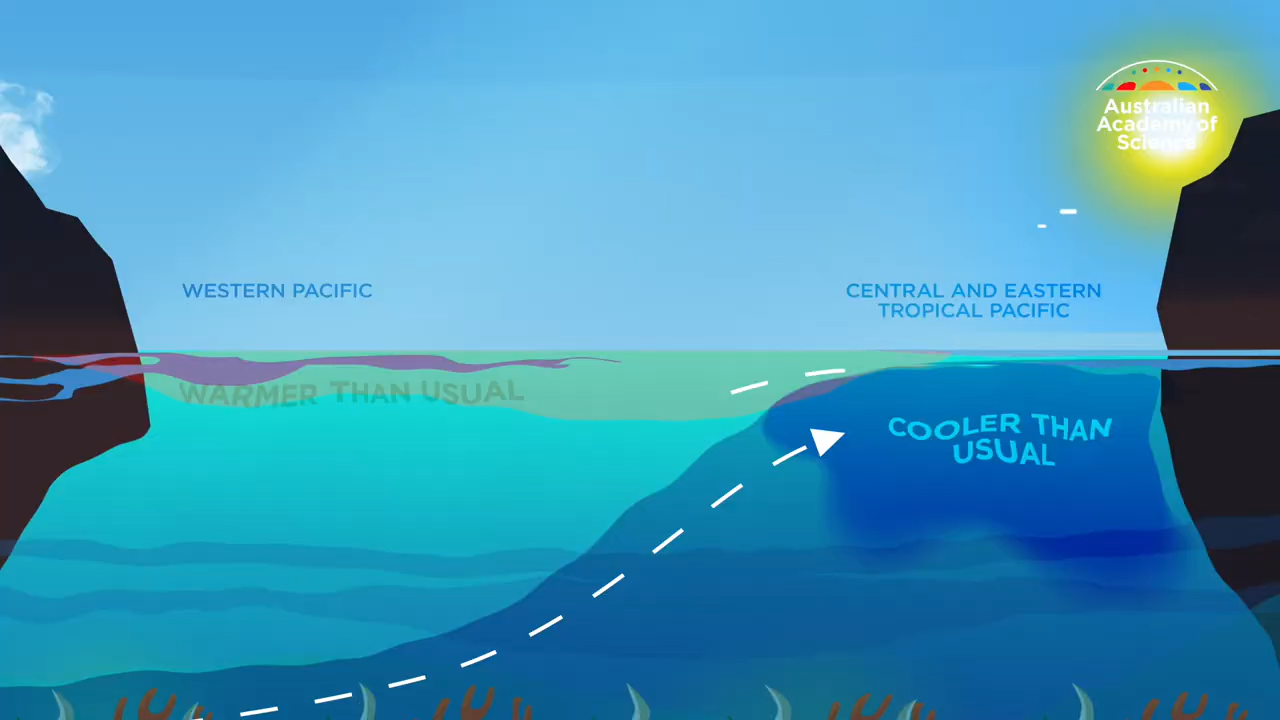 Australian
Academy of
Science
WESTERN PACIFIC
CENTRAL AND EASTERN
TROPICAL PACIFIC
WARMER THAN USUAL
COOLER THAN
USUAL